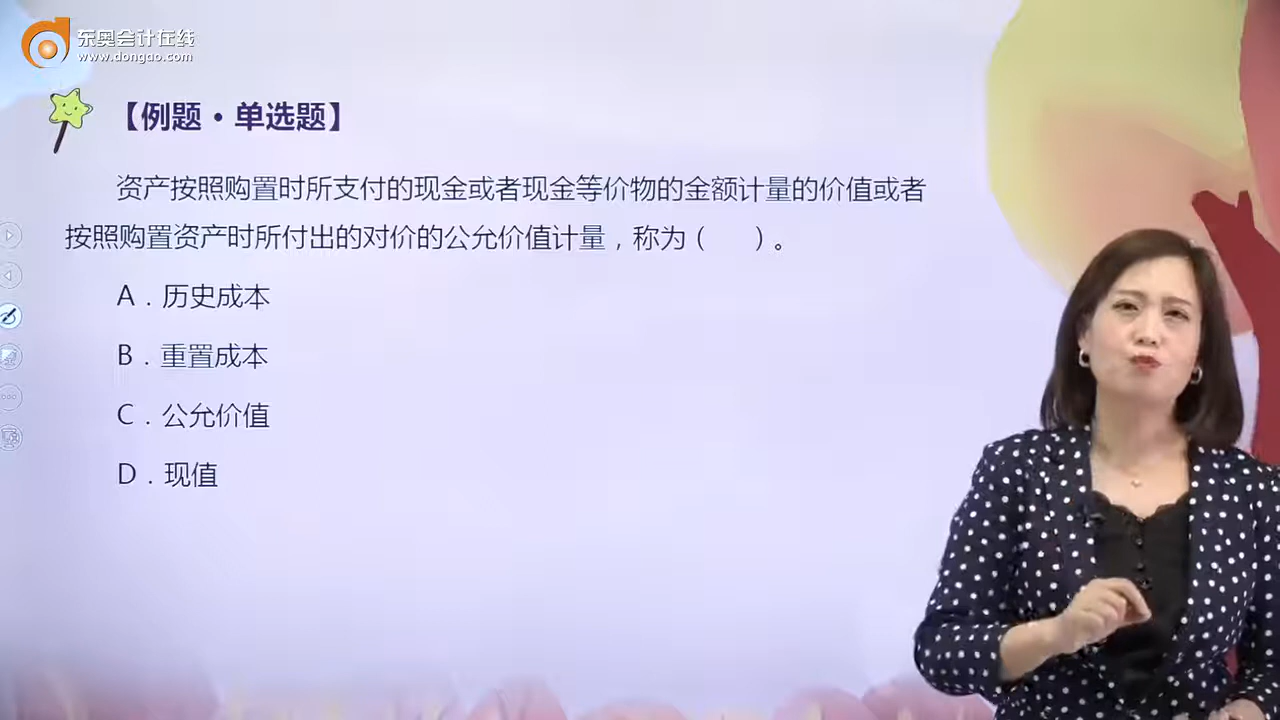 东奥会计在线
www.dongao.com
【例题·单选题】
资产按照购置时所支付的现金或者现金等价物的金额计量的价值或者
按照购置资产时所付出的对价的公允价值计量，称为（　　）。
A．历史成本
B．重置成本
C．公允价值
D．现值